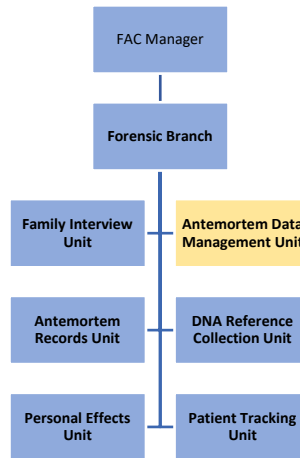 FAC Manager
Forensic Branch
Family Interview
Unit
Antemortem Data
Management Unit
Antemortem
Records Unit
DNA Reference
Collection Unit
Personal Effects
Unit
Patient Tracking
Unit